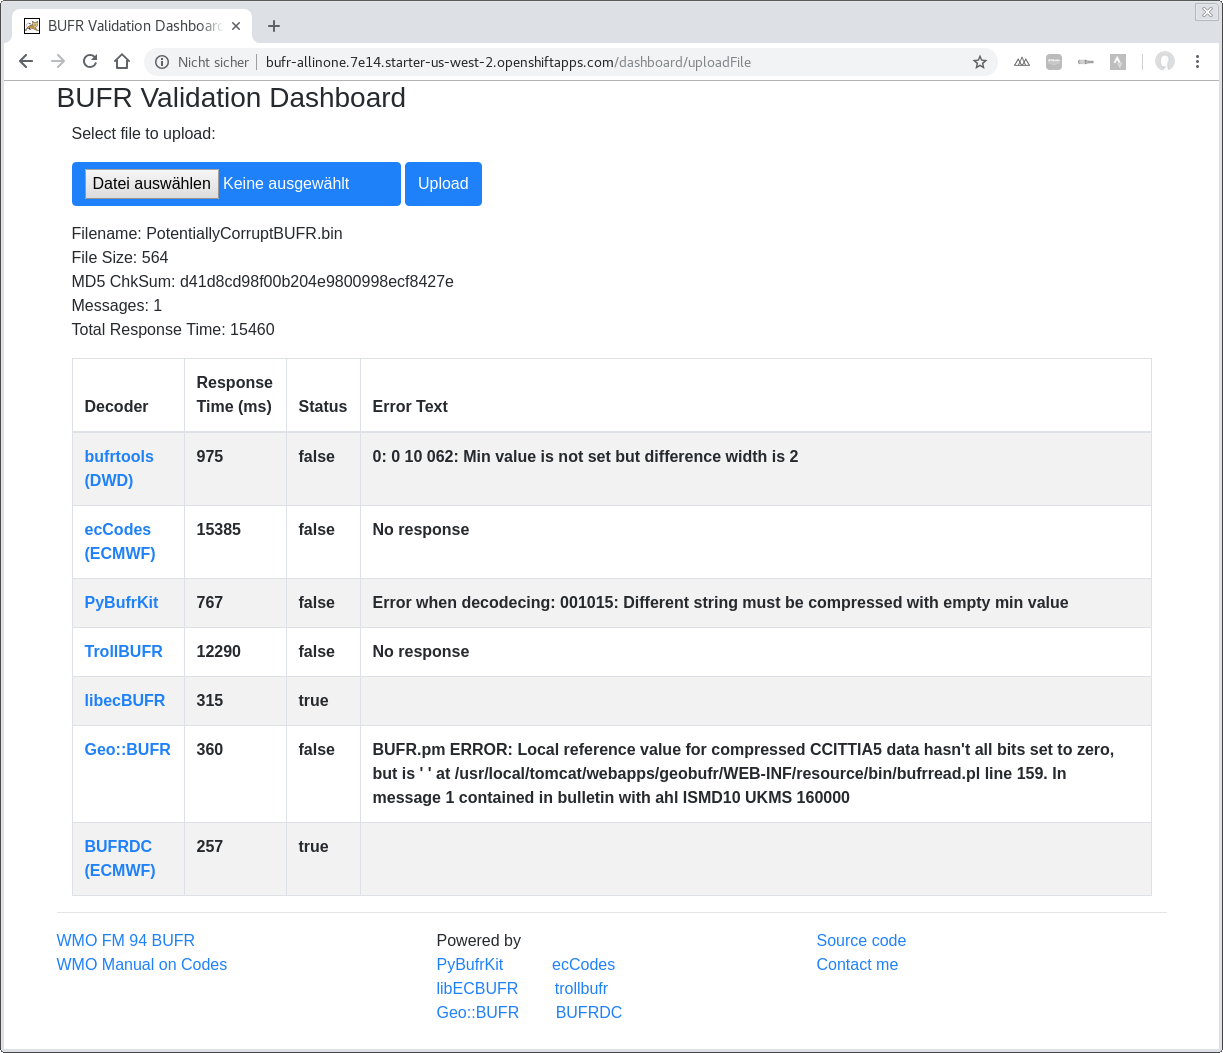 BUFR Validation Dashboard
Nicht sicher | bufr-allinone.7e14.starter-us-west-2.openshiftapps.com/dashboard/uploadFile
BUFR Validation Dashboard
Select file to upload:
Datei auswählen Keine ausgewählt Upload
Filename: PotentiallyCorruptBUFR.bin
File Size: 564
MD5 ChkSum: d41d8cd98f00b204e9800998ecf8427e
Messages: 1
Total Response Time: 15460
Response
Decoder Time (ms) Status Error Text
bufrtools 975 false 0: 0 10 062: Min value is not set but difference width is 2
(DWD)
ecCodes 15385 false No response
(ECMWF)
PyBufrKit 767 false Error when decodecing: 001015: Different string must be compressed with empty min value
TrollBUFR 12290 false No response
libecBUFR 315 true
Geo::BUFR 360 false BUFR.pm ERROR: Local reference value for compressed CCITTIA5 data hasn't all bits set to zero,
but is ' ' at /usr/local/tomcat/webapps/geobufr/WEB-INF/resource/bin/bufrread.pl line 159. In
message 1 contained in bulletin with ahl ISMD10 UKMS 160000
BUFRDC 257 true
(ECMWF)
WMO FM 94 BUFR Powered by Source code
WMO Manual on Codes PyBufrKit ecCodes Contact me
libECBUFR trollbufr
Geo::BUFR BUFRDC